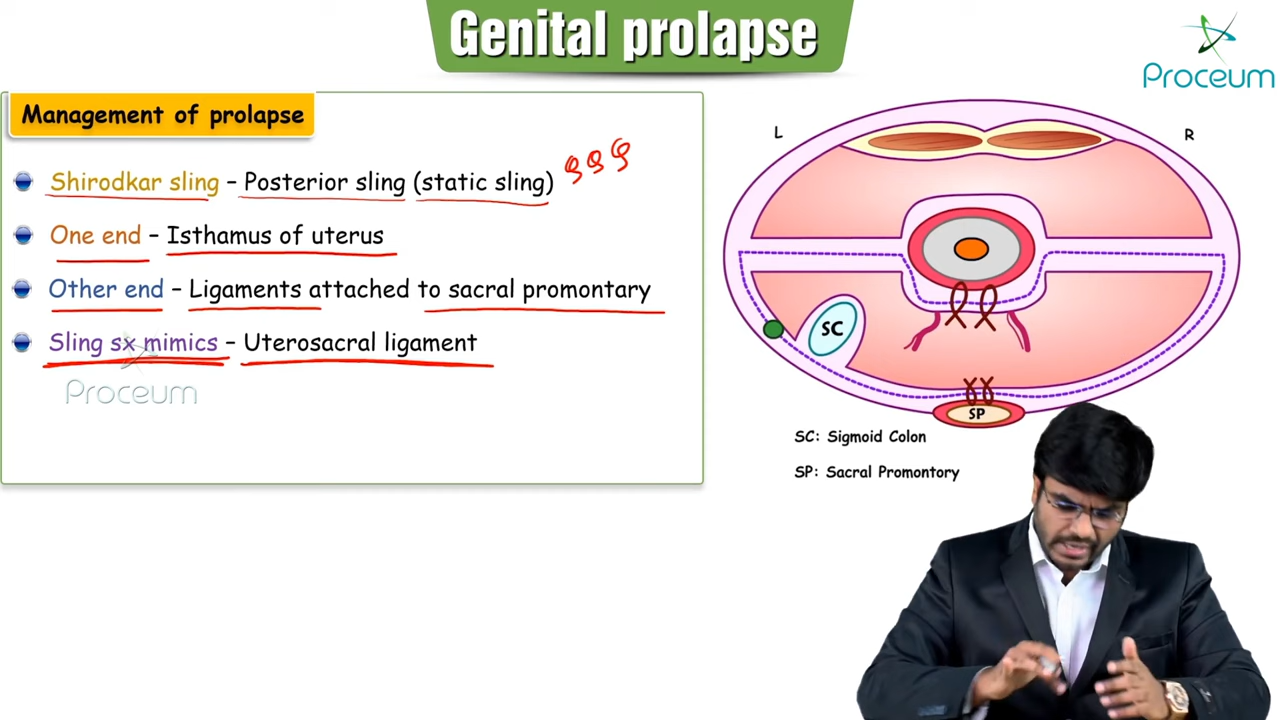 Genital prolapse
Proceum
Management of prolapse
Shirodkar sling – Posterior sling (static sling)
One end – Isthamus of uterus
Other end – Ligaments attached to sacral promontary
Sling sx mimics – Uterosacral ligament
Proceum
L
R
SC
SP
SC: Sigmoid Colon
SP: Sacral Promontory